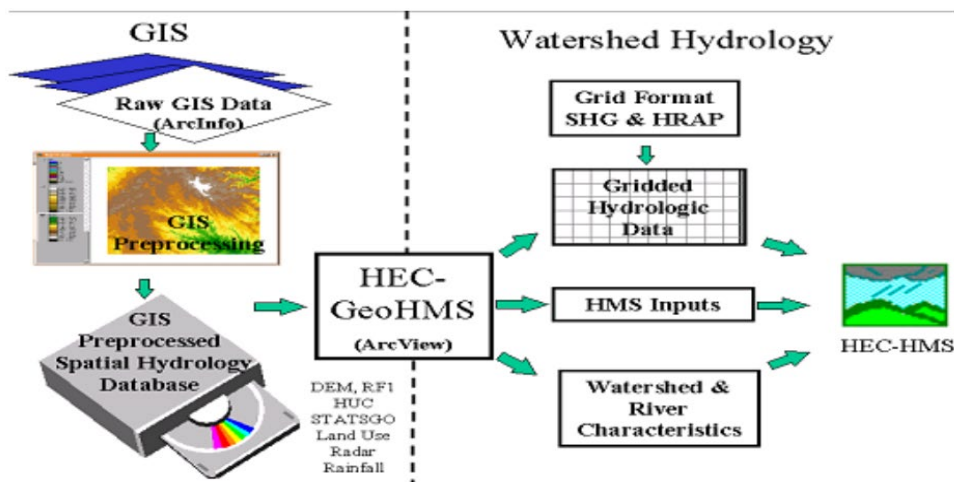 GIS
Watershed Hydrology
Raw GIS Data
(ArcInfo)
GIS
Preprocessing
GIS
Preprocessed
Spatial Hydrology
Database
DEM, RF1
HUC
STATSGO
Land Use
Radar
Rainfall
HEC-
GeoHMS
(ArcView)
Grid Format
SHG & HRAP
Gridded
Hydrologic
Data
HMS Inputs
Watershed &
River
Characteristics
HEC-HMS